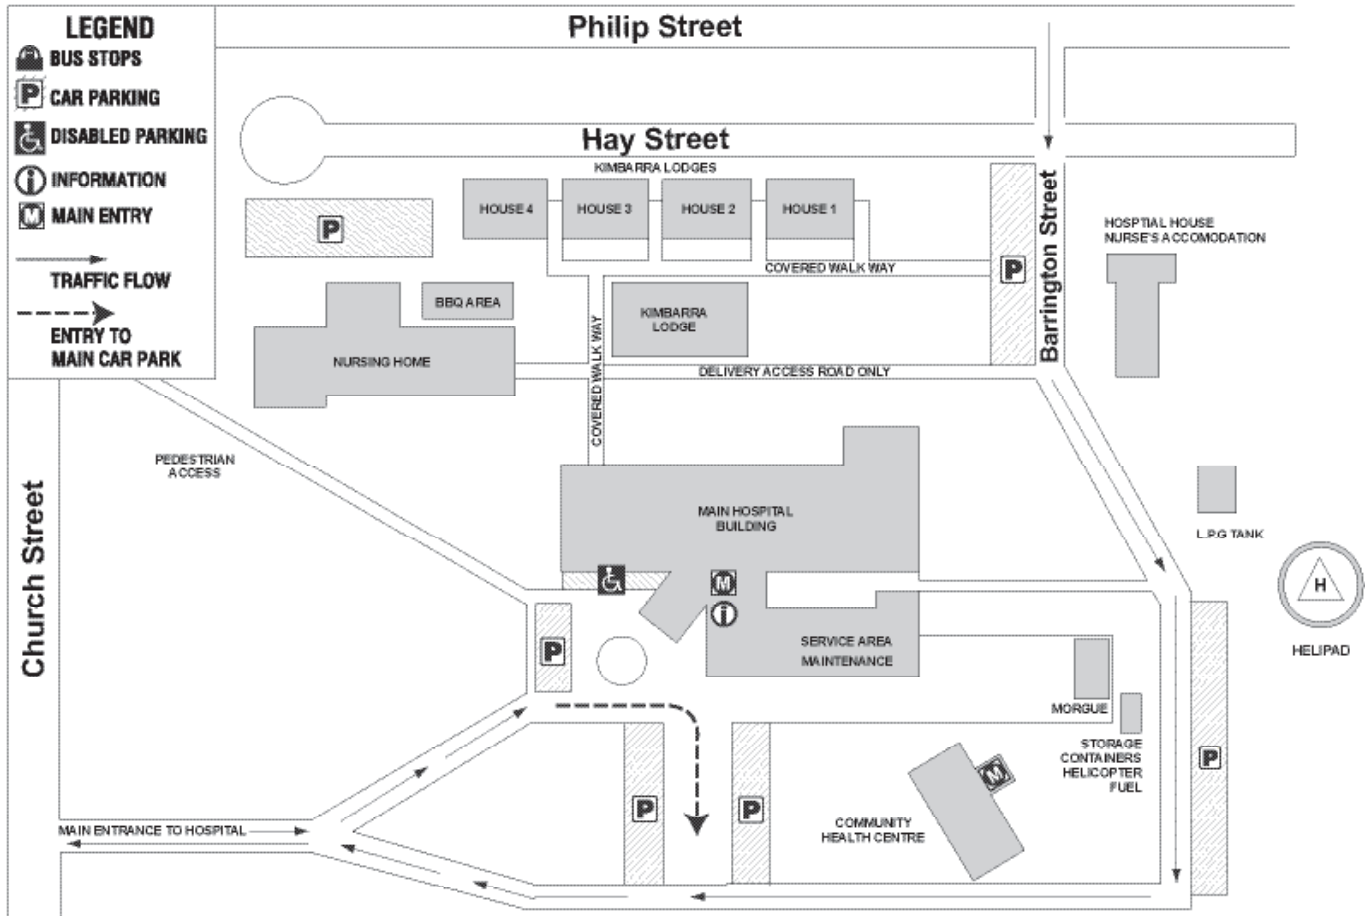 LEGEND
BUS STOPS
P CAR PARKING
DISABLED PARKING
i INFORMATION
M MAIN ENTRY
TRAFFIC FLOW
ENTRY TO
MAIN CAR PARK
Philip Street
Hay Street
KIMBARRA LODGES
HOUSE 4
HOUSE 3
HOUSE 2
HOUSE 1
P
P
Barrington Street
HOSPTIAL HOUSE
NURSE'S ACCOMODATION
COVERED WALK WAY
BBQ AREA
KIMBARRA
LODGE
NURSING HOME
COVERED WALK WAY
DELIVERY ACCESS ROAD ONLY
PEDESTRIAN
ACCESS
Church Street
MAIN HOSPITAL
BUILDING
L.P.G TANK
H
HELIPAD
M
i
SERVICE AREA
MAINTENANCE
P
MORGUE
STORAGE
CONTAINERS
HELICOPTER
FUEL
P
M
P
P
COMMUNITY
HEALTH CENTRE
MAIN ENTRANCE TO HOSPITAL